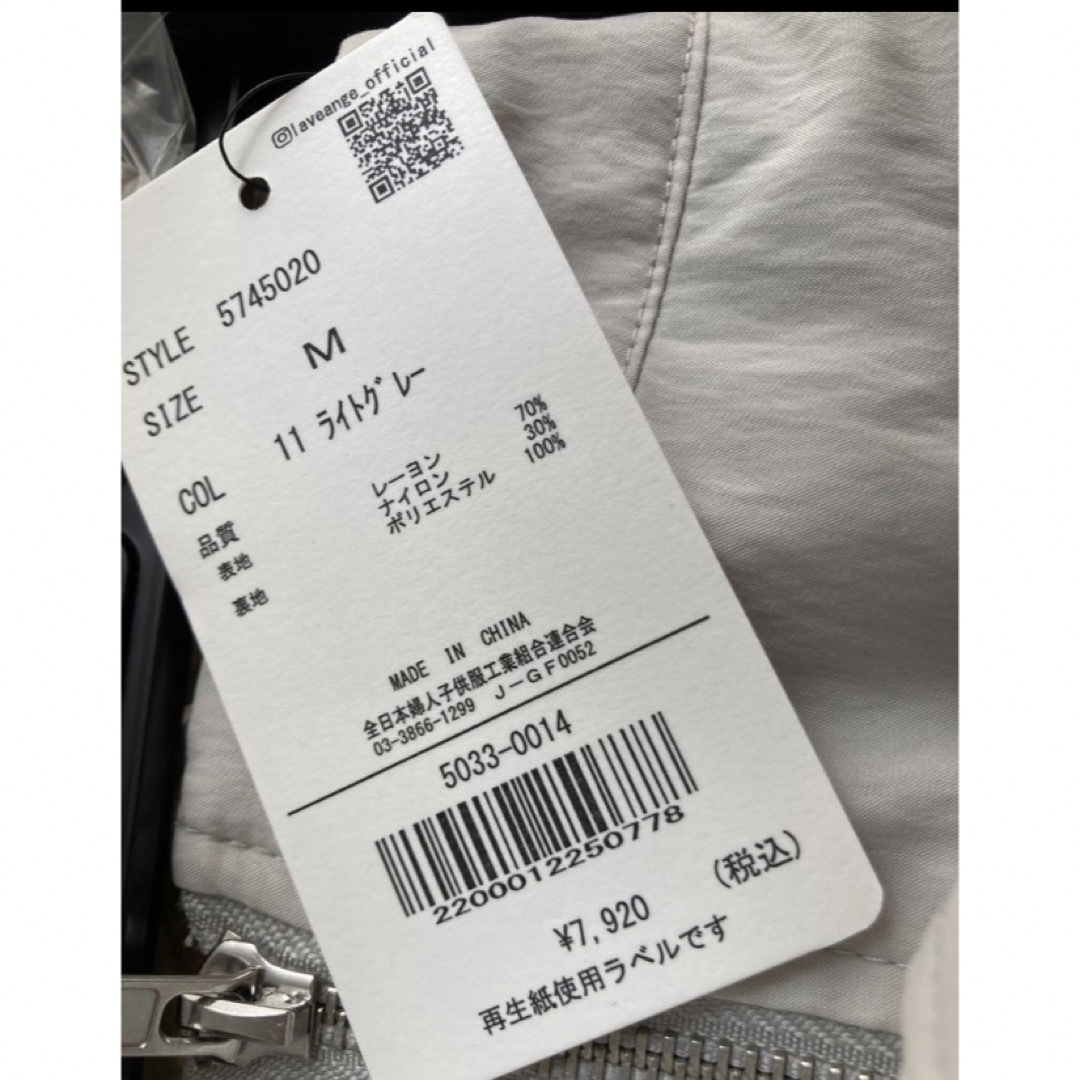 laveange_official
STYLE 5745020
SIZE M
COL 11 ライトグレー
品質
表地 レーヨン 70%
ナイロン 30%
裏地 ポリエステル 100%
MADE IN CHINA
全日本婦人子供服工業組合連合会
03-3866-1299 J-GF0052
5033-0014
2200012250778
¥7,920 (税込)
再生紙使用ラベルです